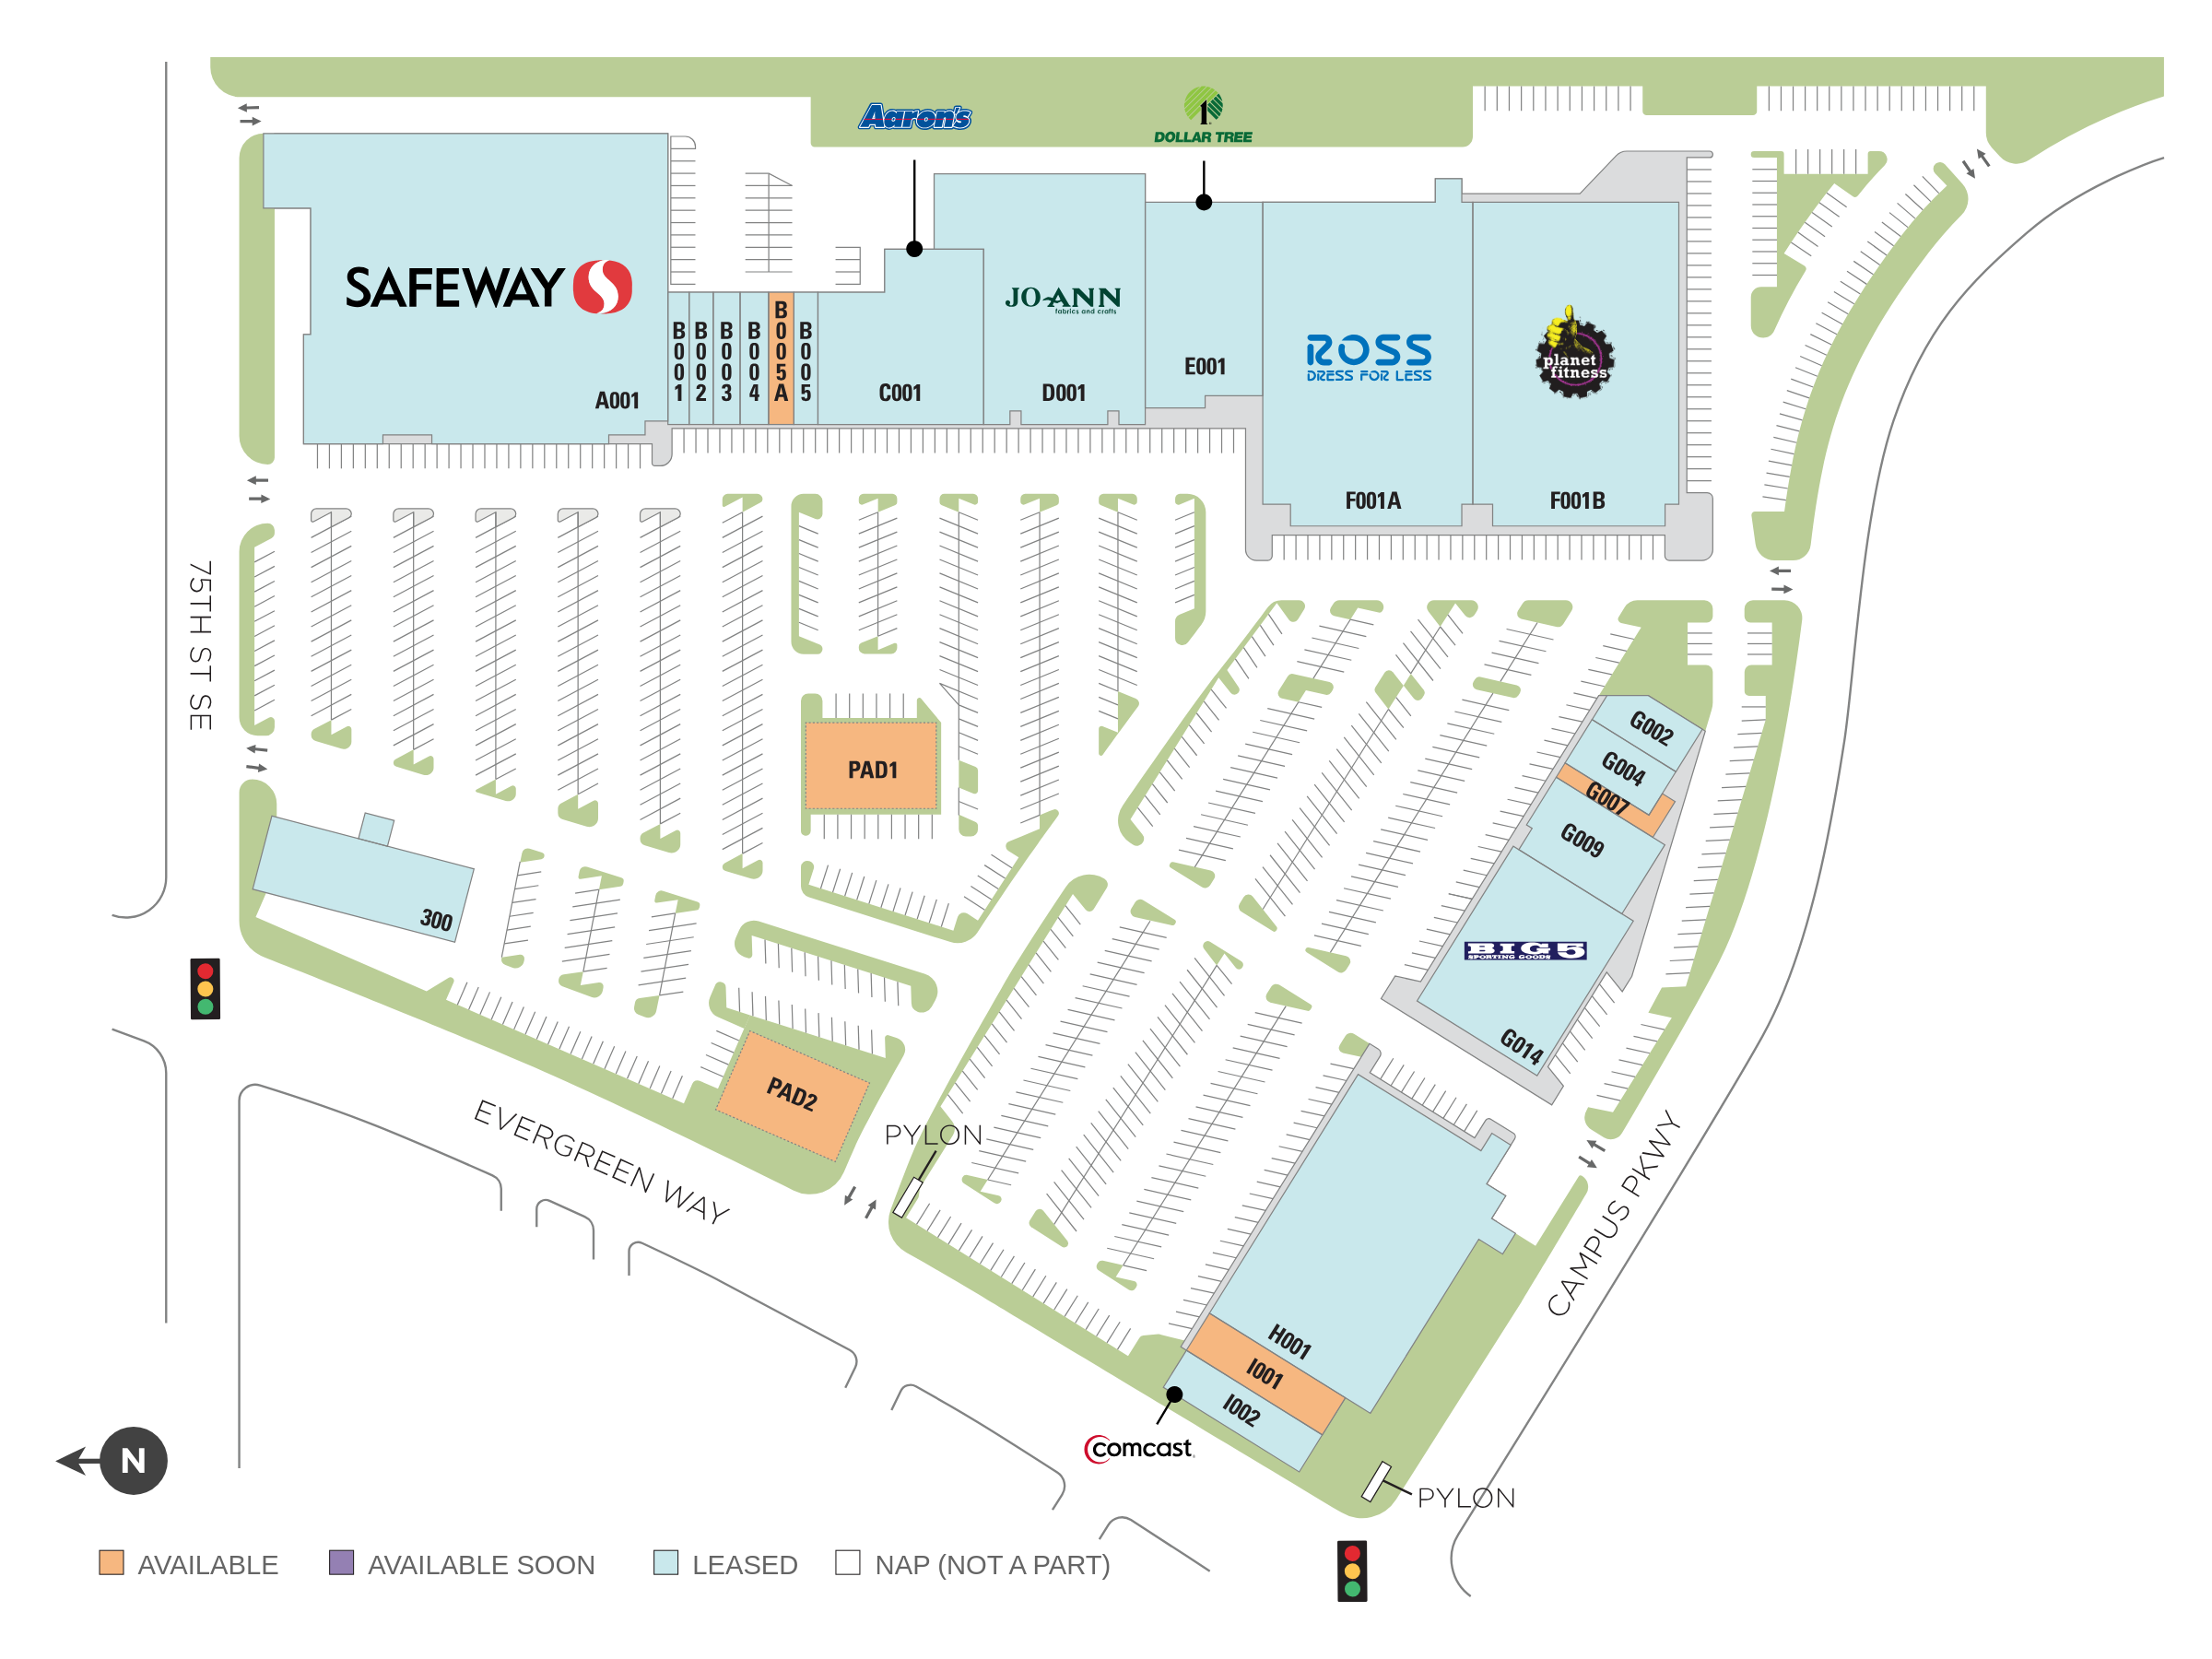 Aaron's
1
DOLLAR TREE
SAFEWAY
A001
B001
B002
B003
B004
B005A
B005
C001
JO-ANN
fabrics and crafts
D001
E001
ROSS
DRESS FOR LESS
F001A
planet
fitness
F001B
75TH ST SE
PAD1
300
PAD2
G002
G004
G007
G009
BIG 5
SPORTING GOODS
G014
EVERGREEN WAY
PYLON
CAMPUS PKWY
H001
I001
I002
comcast.
PYLON
N
AVAILABLE
AVAILABLE SOON
LEASED
NAP (NOT A PART)